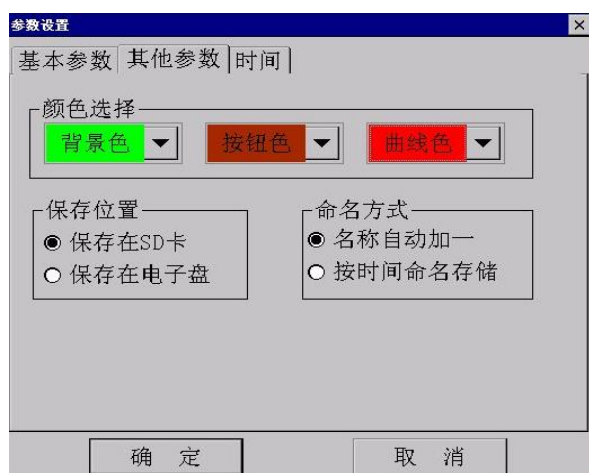 参数设置
基本参数 其他参数 时间
颜色选择
背景色 按钮色 曲线色
保存位置 命名方式
保存在SD卡 名称自动加一
保存在电子盘 按时间命名存储
确 定 取 消